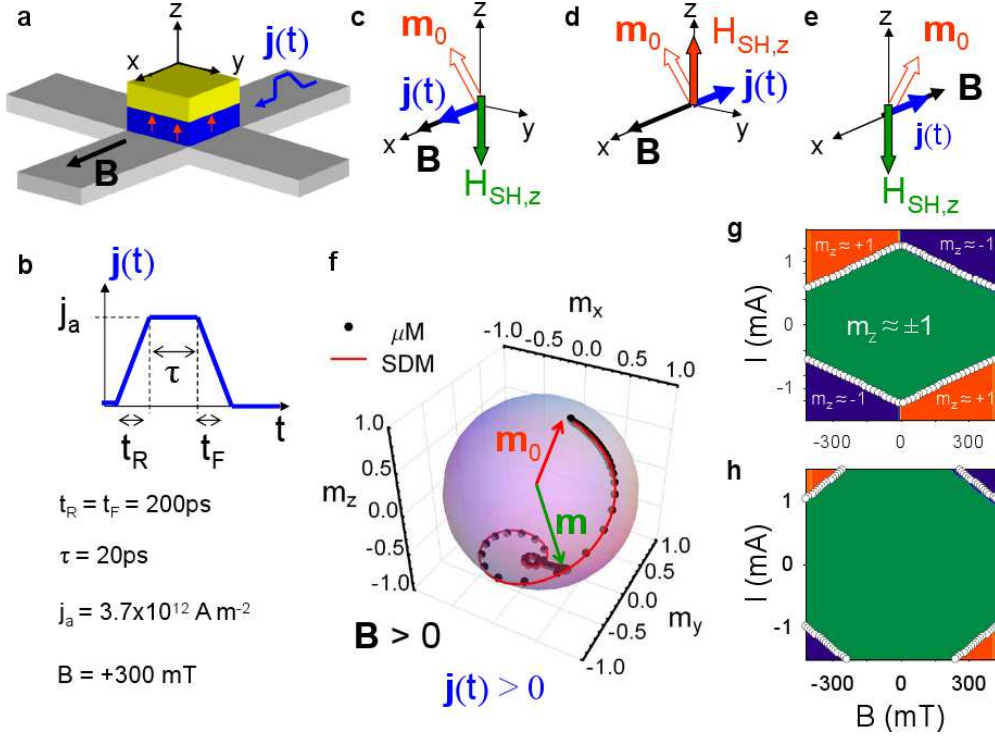 a
z
x
y
j(t)
B
c
z
m0
j(t)
x
B
y
HSH,z
d
z
m0
HSH,z
j(t)
x
B
y
e
z
m0
B
x
j(t)
y
HSH,z
b
j(t)
ja
τ
t
tR
tF
tR = tF = 200ps
τ = 20ps
ja = 3.7x10¹² A m⁻²
B = +300 mT
f
μM
SDM
mx
-1.0
-0.5
0.0
0.5
1.0
1.0
0.5
mz
0.0
-0.5
-1.0
m0
m
1.0
0.5
0.0
my
-0.5
-1.0
B > 0
j(t) > 0
g
mz ≈ +1
mz ≈ -1
1
I (mA)
0
mz ≈ ±1
-1
mz ≈ -1
mz ≈ +1
-300
0
300
h
1
I (mA)
0
-1
-300
0
300
B (mT)